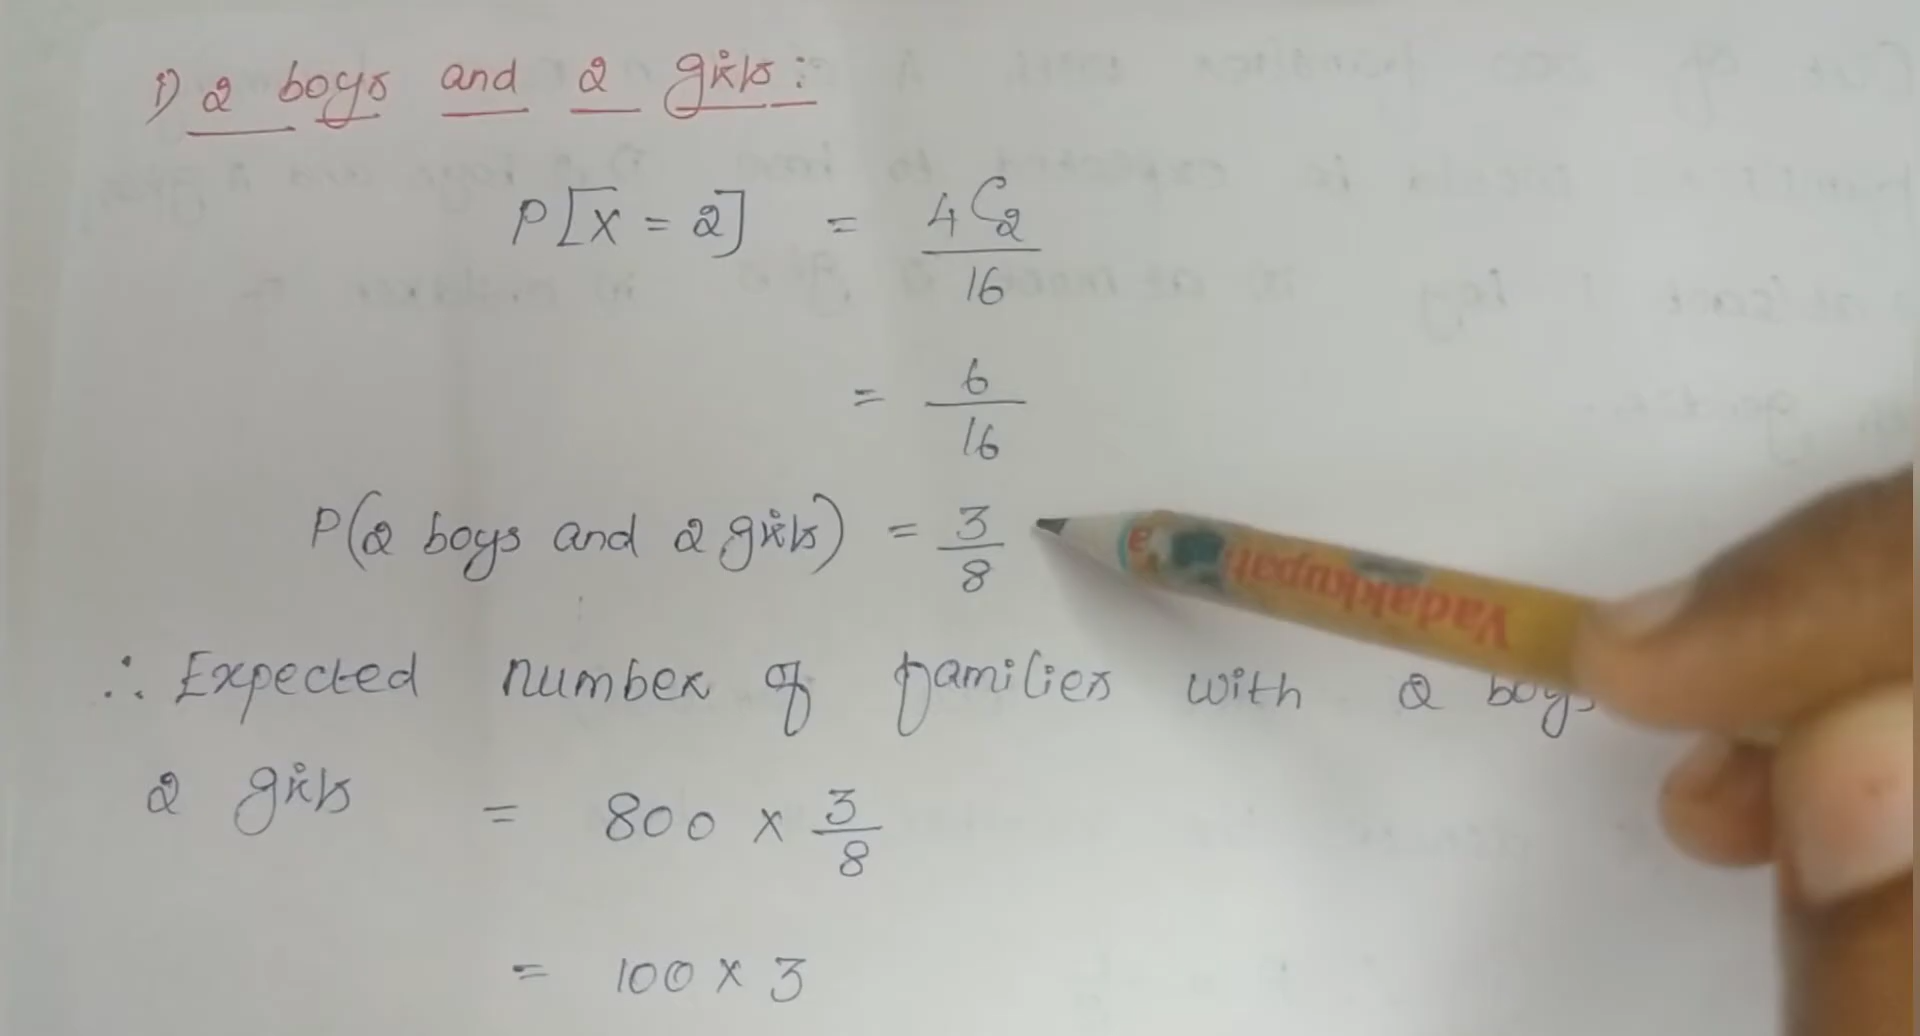 i) 2 boys and 2 girls:
P[X = 2] = 4C2 / 16
= 6 / 16
P(2 boys and 2 girls) = 3 / 8
∴ Expected number of families with 2 boys
2 girls = 800 × 3 / 8
= 100 × 3
Vadakkupati